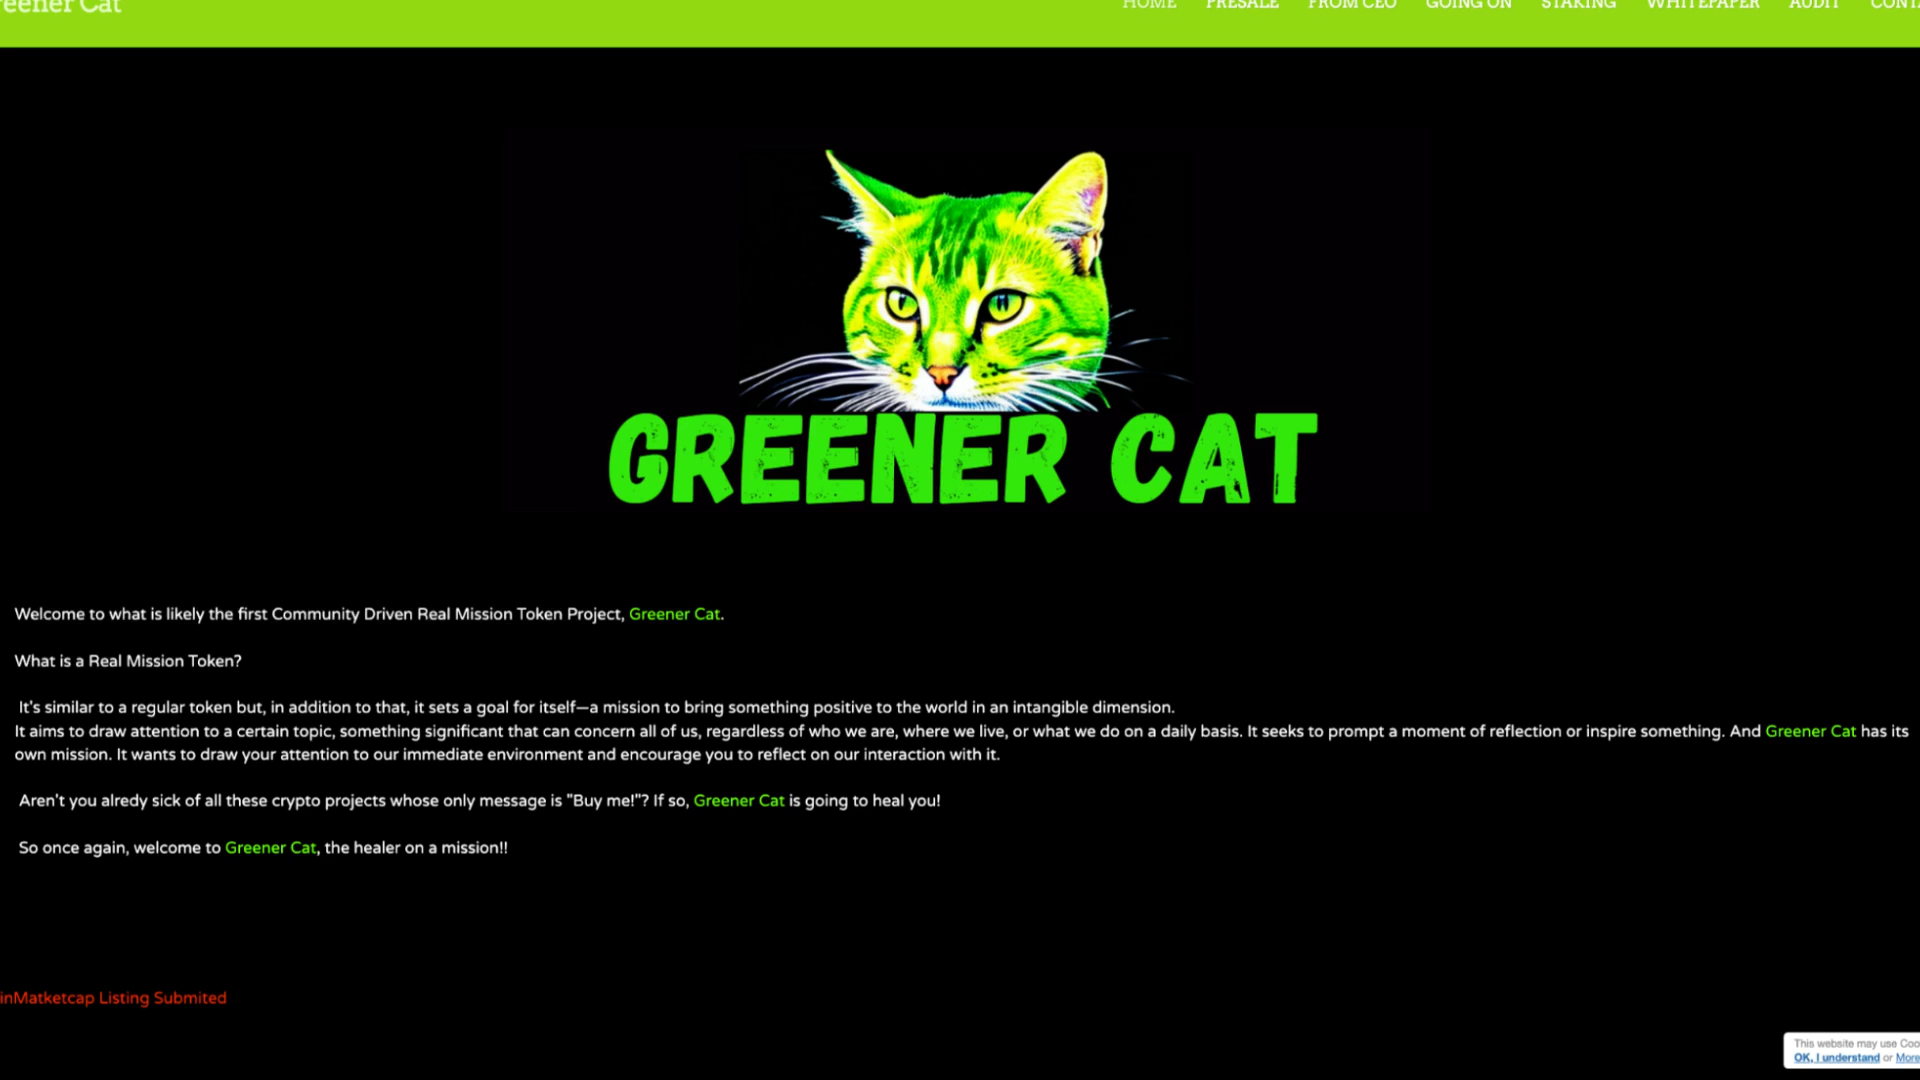 Greener Cat
HOME PRESALE FROM CEO GOING ON STAKING WHITEPAPER AUDIT
GREENER CAT
Welcome to what is likely the first Community Driven Real Mission Token Project, Greener Cat.
What is a Real Mission Token?
It's similar to a regular token but, in addition to that, it sets a goal for itself—a mission to bring something positive to the world in an intangible dimension.
It aims to draw attention to a certain topic, something significant that can concern all of us, regardless of who we are, where we live, or what we do on a daily basis. It seeks to prompt a moment of reflection or inspire something. And Greener Cat has its
own mission. It wants to draw your attention to our immediate environment and encourage you to reflect on our interaction with it.
Aren't you alredy sick of all these crypto projects whose only message is "Buy me!"? If so, Greener Cat is going to heal you!
So once again, welcome to Greener Cat, the healer on a mission!!
inMatketcap Listing Submited
This website may use Coo
OK, I understand or More